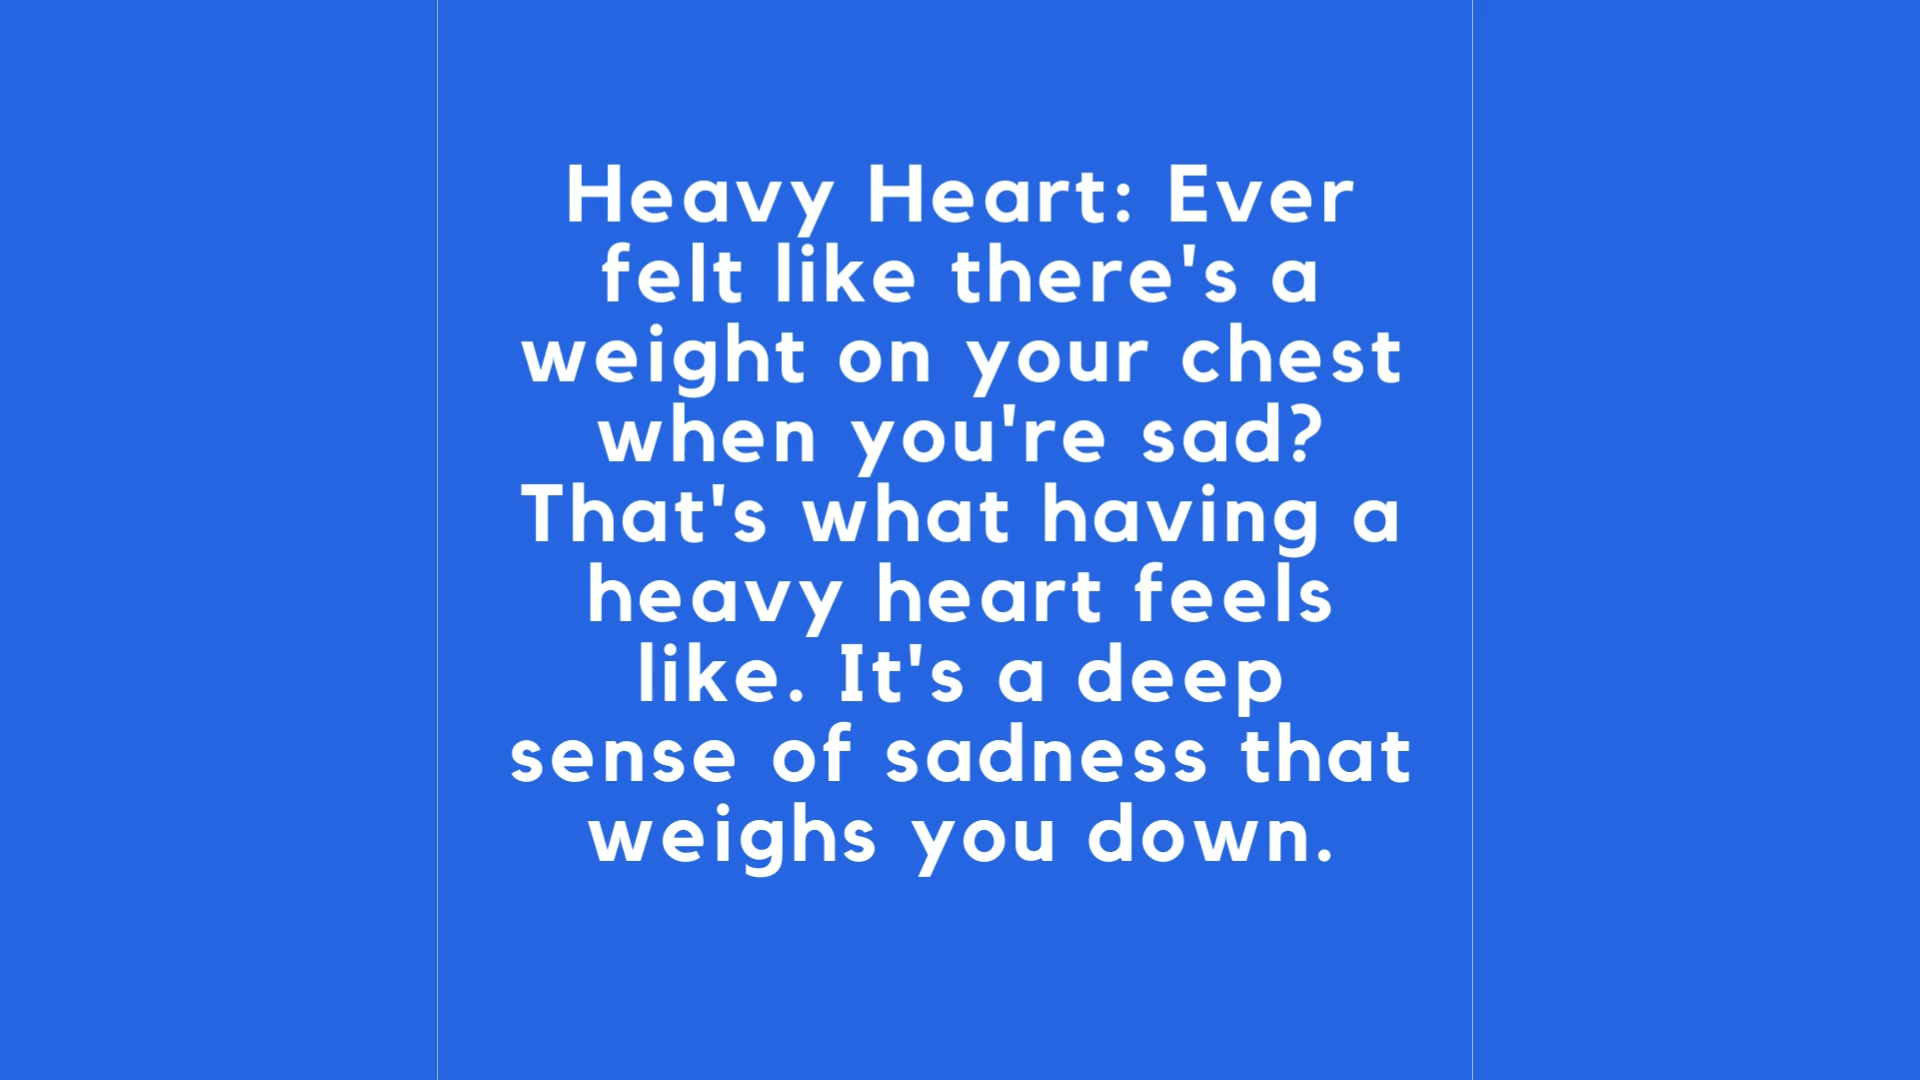 Heavy Heart: Ever
felt like there's a
weight on your chest
when you're sad?
That's what having a
heavy heart feels
like. It's a deep
sense of sadness that
weighs you down.